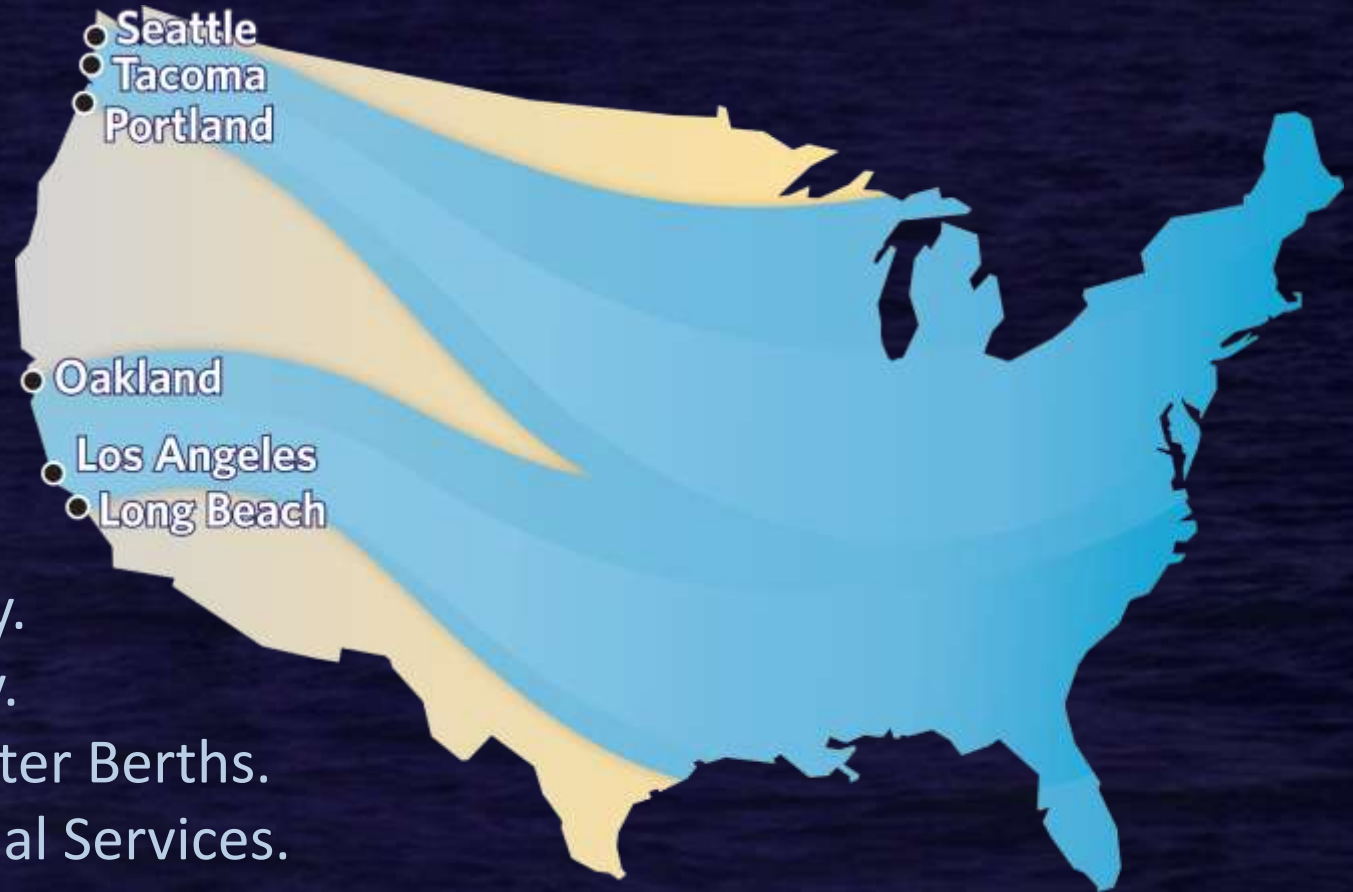 Seattle
Tacoma
Portland
Oakland
Los Angeles
Long Beach
y.
y.
ter Berths.
al Services.